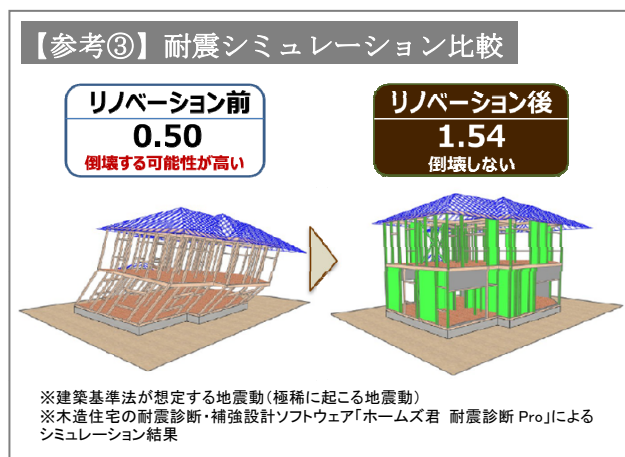 【参考③】耐震シミュレーション比較
リノベーション前
0.50
倒壊する可能性が高い
リノベーション後
1.54
倒壊しない
※建築基準法が想定する地震動（極稀に起こる地震動）
※木造住宅の耐震診断・補強設計ソフトウェア「ホームズ君 耐震診断 Pro」による
シミュレーション結果